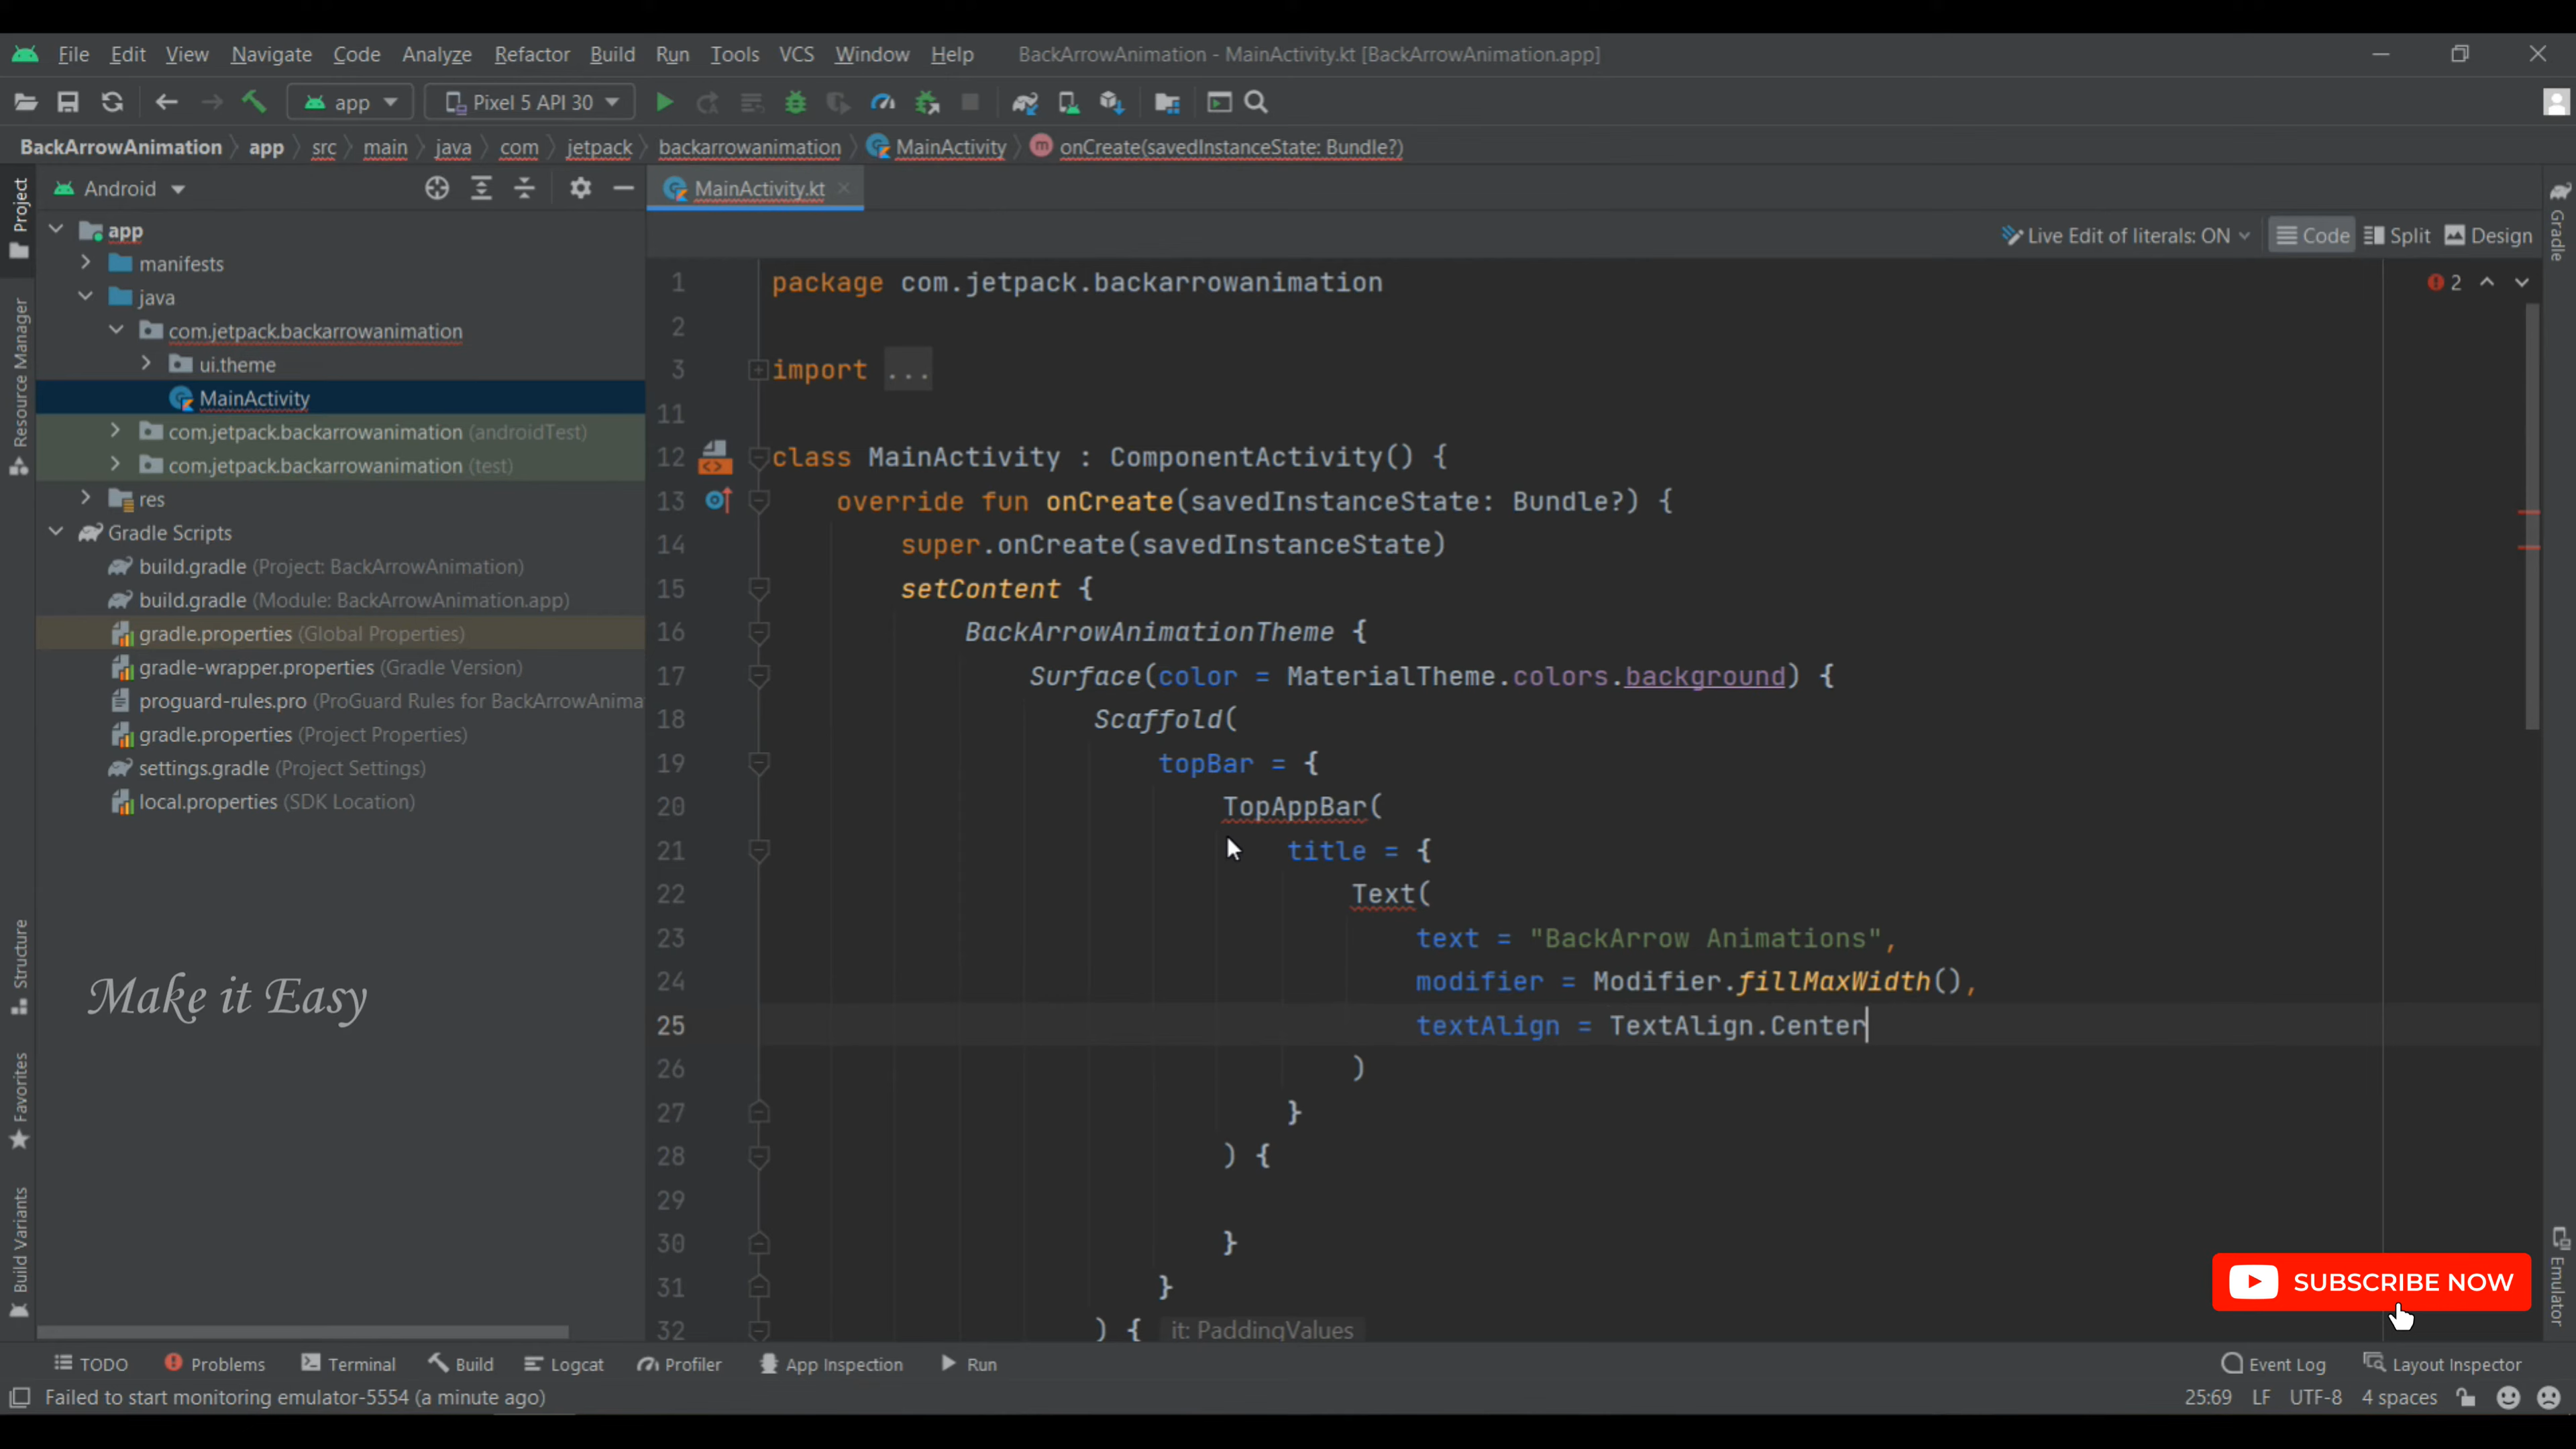 File Edit View Navigate Code Analyze Refactor Build Run Tools VCS Window Help BackArrowAnimation - MainActivity.kt [BackArrowAnimation.app]
app Pixel 5 API 30
BackArrowAnimation app src main java com jetpack backarrowanimation MainActivity m onCreate(savedInstanceState: Bundle?)
Project
Resource Manager
Structure
Favorites
Build Variants
Android
app
manifests
java
com.jetpack.backarrowanimation
ui.theme
MainActivity
com.jetpack.backarrowanimation (androidTest)
com.jetpack.backarrowanimation (test)
res
Gradle Scripts
build.gradle (Project: BackArrowAnimation)
build.gradle (Module: BackArrowAnimation.app)
gradle.properties (Global Properties)
gradle-wrapper.properties (Gradle Version)
proguard-rules.pro (ProGuard Rules for BackArrowAnima
gradle.properties (Project Properties)
settings.gradle (Project Settings)
local.properties (SDK Location)
Make it Easy
MainActivity.kt
Live Edit of literals: ON Code Split Design
2
1 package com.jetpack.backarrowanimation
2
3 import ...
11
12 class MainActivity : ComponentActivity() {
13 override fun onCreate(savedInstanceState: Bundle?) {
14 super.onCreate(savedInstanceState)
15 setContent {
16 BackArrowAnimationTheme {
17 Surface(color = MaterialTheme.colors.background) {
18 Scaffold(
19 topBar = {
20 TopAppBar(
21 title = {
22 Text(
23 text = "BackArrow Animations",
24 modifier = Modifier.fillMaxWidth(),
25 textAlign = TextAlign.Center
26 )
27 }
28 ) {
29
30 }
31 }
32 ) { it: PaddingValues
Gradle
Emulator
SUBSCRIBE NOW
TODO Problems Terminal Build Logcat Profiler App Inspection Run Event Log Layout Inspector
Failed to start monitoring emulator-5554 (a minute ago) 25:69 LF UTF-8 4 spaces